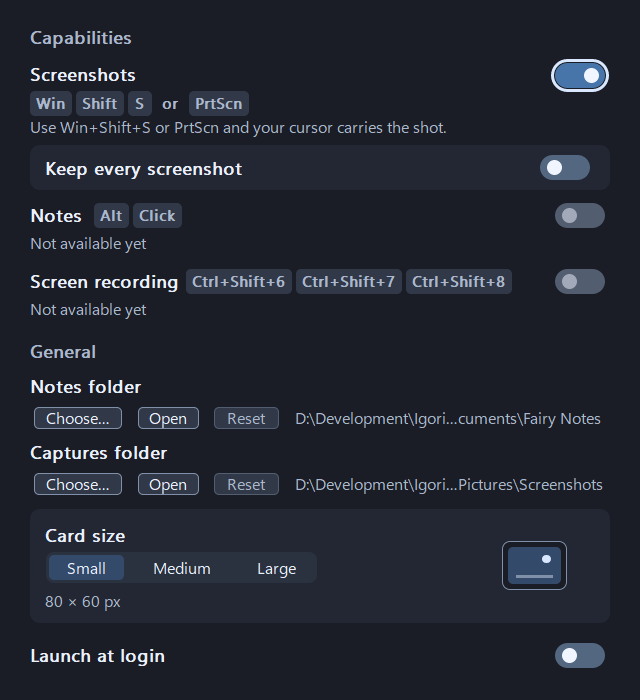 Capabilities
Screenshots
Win Shift S or PrtScn
Use Win+Shift+S or PrtScn and your cursor carries the shot.
Keep every screenshot
Notes Alt Click
Not available yet
Screen recording Ctrl+Shift+6 Ctrl+Shift+7 Ctrl+Shift+8
Not available yet
General
Notes folder
Choose... Open Reset D:\Development\Igori...cuments\Fairy Notes
Captures folder
Choose... Open Reset D:\Development\Igori...Pictures\Screenshots
Card size
Small Medium Large
80 × 60 px
Launch at login